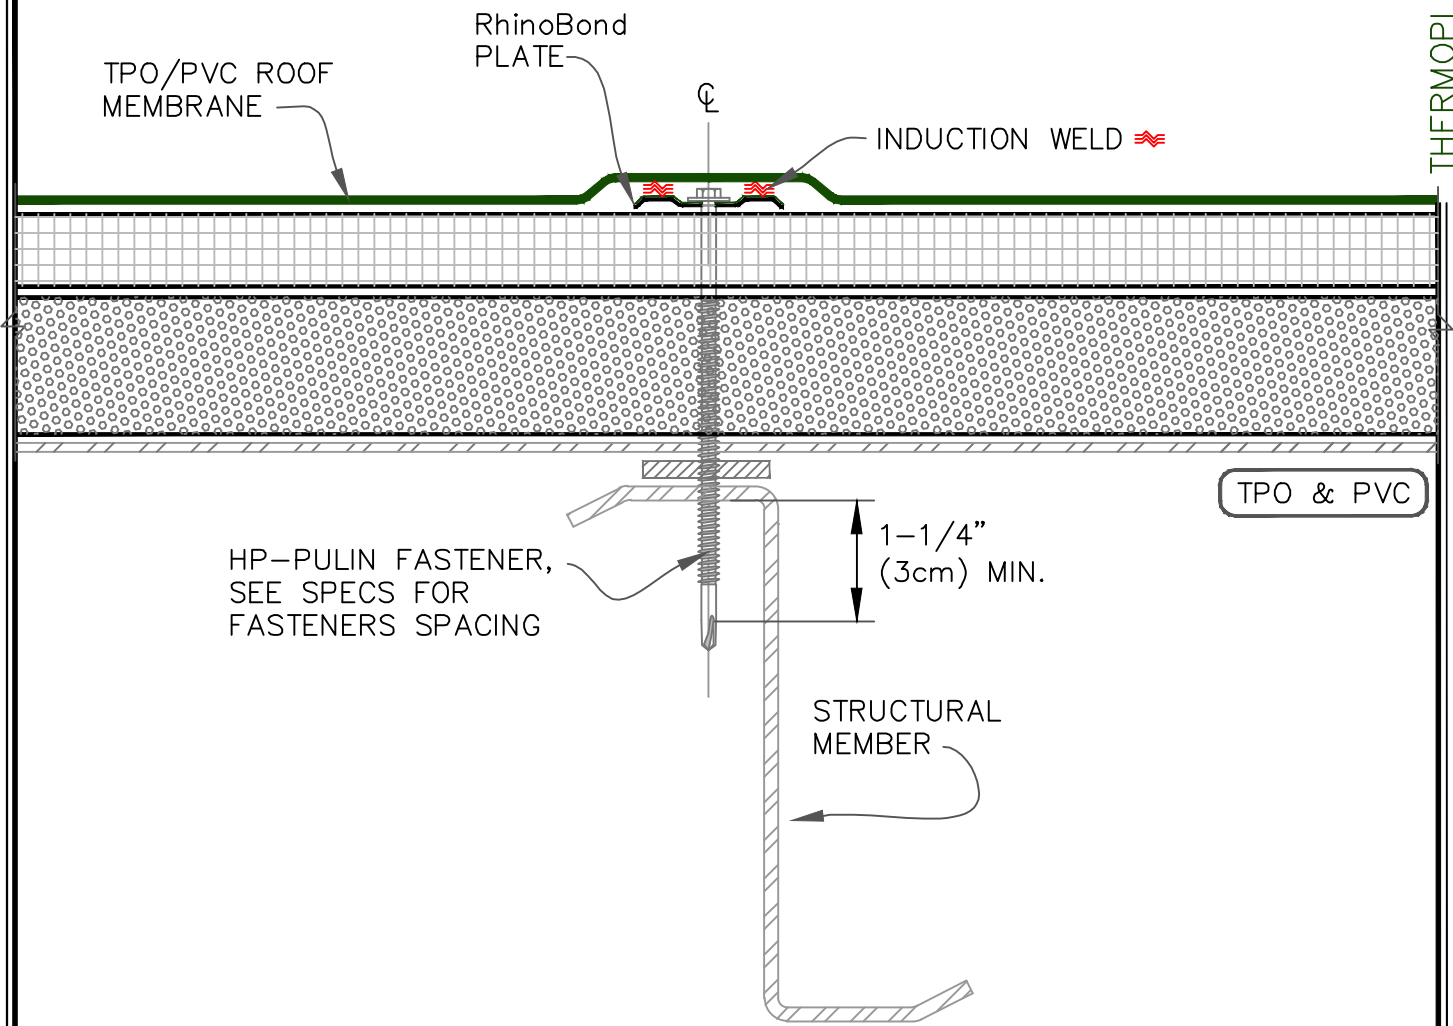 RhinoBond
PLATE
TPO/PVC ROOF
MEMBRANE
℄
INDUCTION WELD
TPO & PVC
1-1/4"
(3cm) MIN.
HP-PULIN FASTENER,
SEE SPECS FOR
FASTENERS SPACING
STRUCTURAL
MEMBER